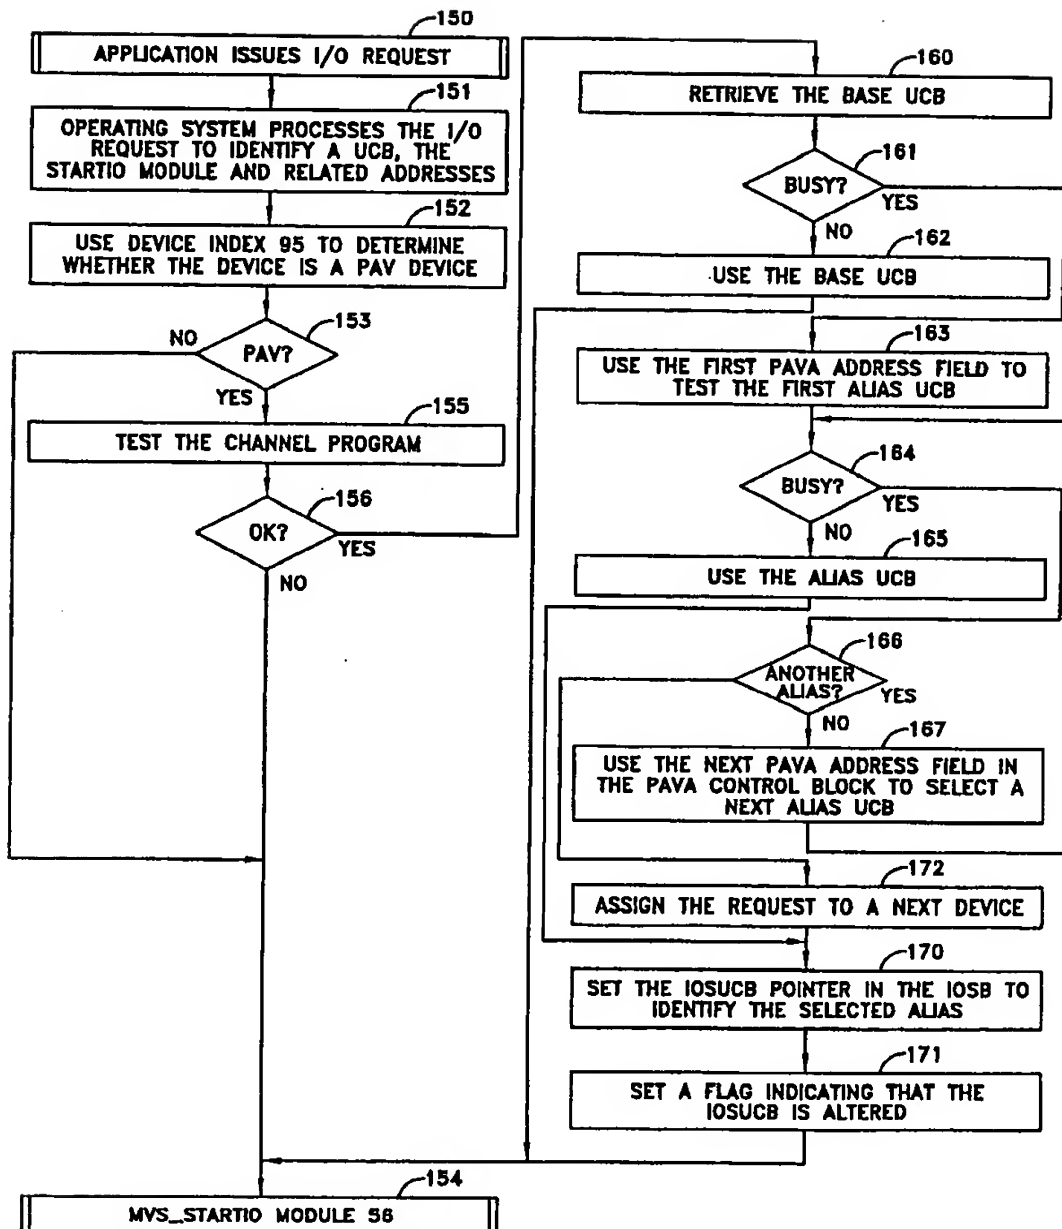 150
APPLICATION ISSUES I/O REQUEST
151
OPERATING SYSTEM PROCESSES THE I/O
REQUEST TO IDENTIFY A UCB, THE
STARTIO MODULE AND RELATED ADDRESSES
152
USE DEVICE INDEX 95 TO DETERMINE
WHETHER THE DEVICE IS A PAV DEVICE
153
NO
PAV?
YES
155
TEST THE CHANNEL PROGRAM
156
OK?
YES
NO
160
RETRIEVE THE BASE UCB
161
BUSY?
YES
NO
162
USE THE BASE UCB
163
USE THE FIRST PAVA ADDRESS FIELD TO
TEST THE FIRST ALIAS UCB
164
BUSY?
YES
NO
165
USE THE ALIAS UCB
166
ANOTHER
ALIAS?
YES
NO
167
USE THE NEXT PAVA ADDRESS FIELD IN
THE PAVA CONTROL BLOCK TO SELECT A
NEXT ALIAS UCB
172
ASSIGN THE REQUEST TO A NEXT DEVICE
170
SET THE IOSUCB POINTER IN THE IOSB TO
IDENTIFY THE SELECTED ALIAS
171
SET A FLAG INDICATING THAT THE
IOSUCB IS ALTERED
154
MVS_STARTIO MODULE 56